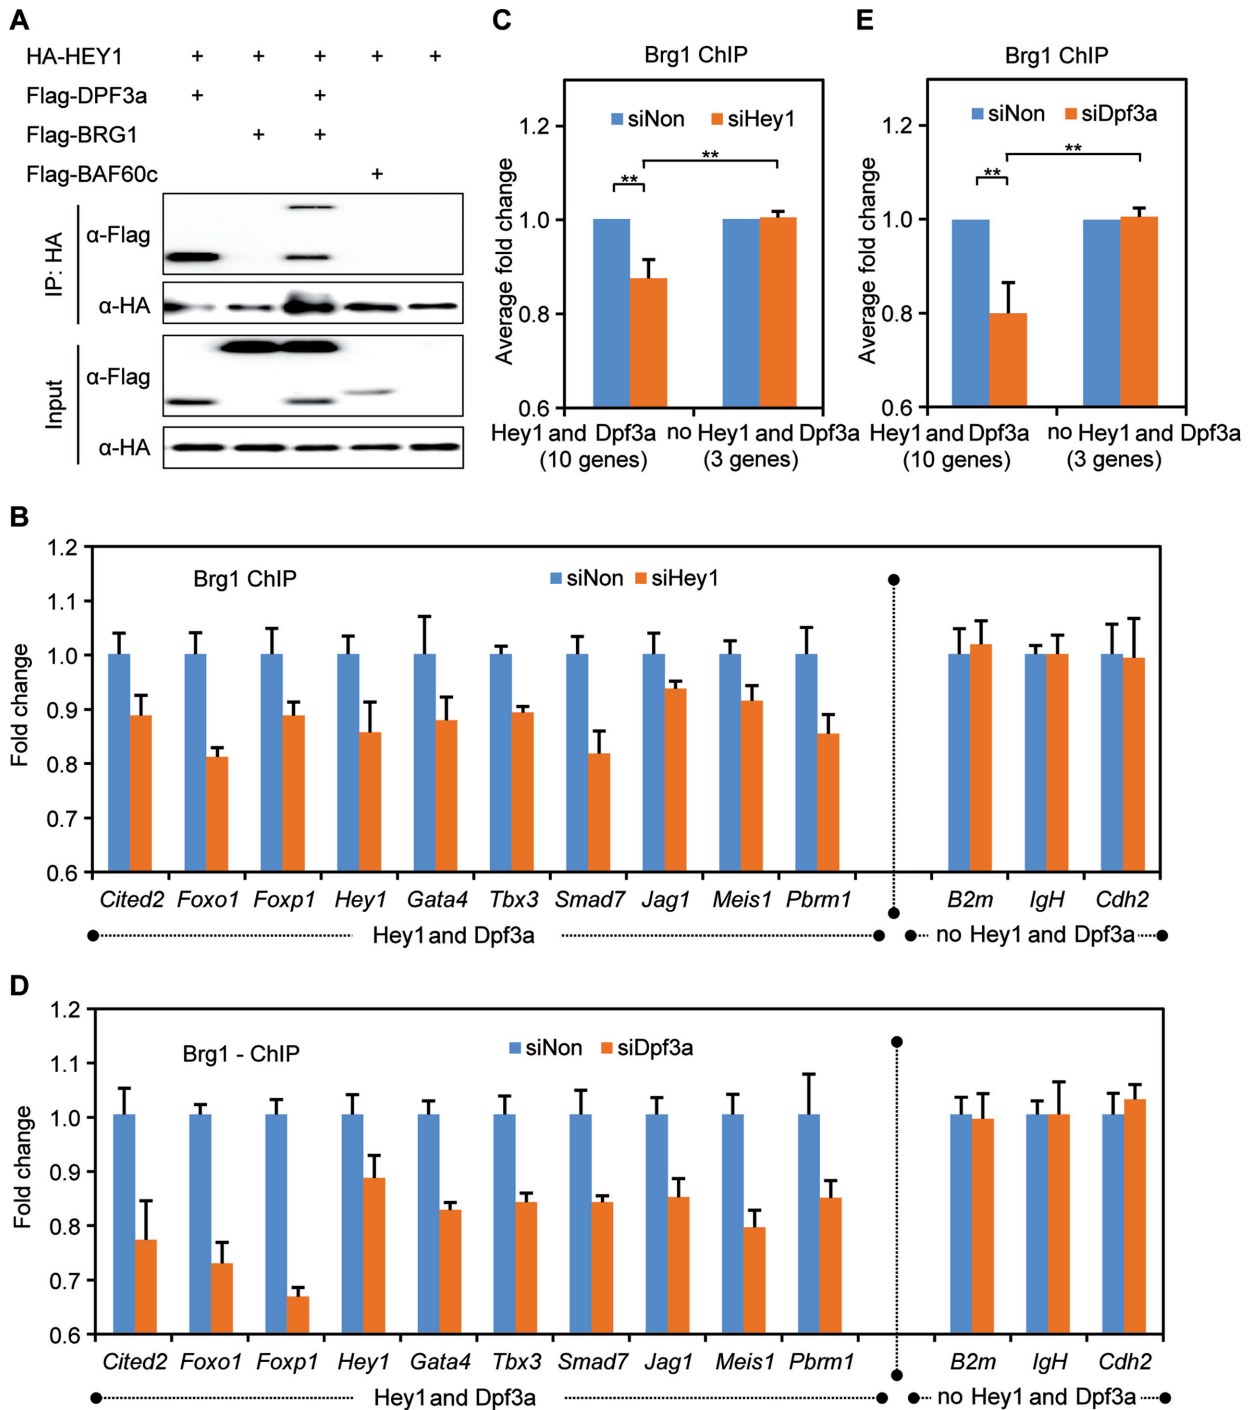 A
HA-HEY1 + + + + +
Flag-DPF3a + +
Flag-BRG1 + +
Flag-BAF60c +
IP: HA
α-Flag
α-HA
Input
α-Flag
α-HA
C
Brg1 ChIP
siNon siHey1
Average fold change
1.2
1.0
0.8
0.6
**
**
Hey1 and Dpf3a
(10 genes)
no Hey1 and Dpf3a
(3 genes)
E
Brg1 ChIP
siNon siDpf3a
Average fold change
1.2
1.0
0.8
0.6
**
**
Hey1 and Dpf3a
(10 genes)
no Hey1 and Dpf3a
(3 genes)
B
Brg1 ChIP
siNon siHey1
Fold change
1.2
1.1
1.0
0.9
0.8
0.7
0.6
Cited2 Foxo1 Foxp1 Hey1 Gata4 Tbx3 Smad7 Jag1 Meis1 Pbrm1 B2m IgH Cdh2
Hey1 and Dpf3a no Hey1 and Dpf3a
D
Brg1 - ChIP
siNon siDpf3a
Fold change
1.2
1.1
1.0
0.9
0.8
0.7
0.6
Cited2 Foxo1 Foxp1 Hey1 Gata4 Tbx3 Smad7 Jag1 Meis1 Pbrm1 B2m IgH Cdh2
Hey1 and Dpf3a no Hey1 and Dpf3a